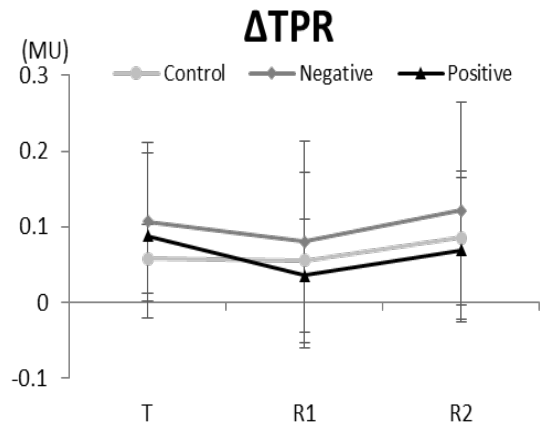 ΔTPR
(MU)
Control Negative Positive
0.3
0.2
0.1
0
-0.1
T R1 R2